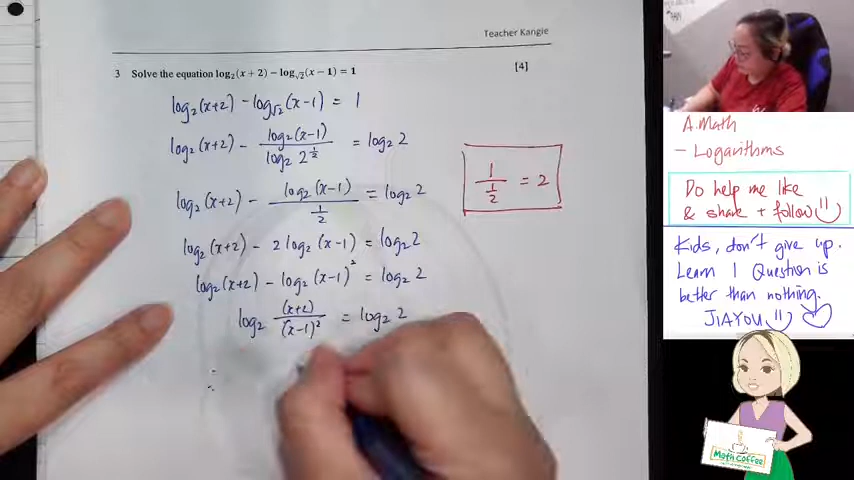 Teacher Kangie
3 Solve the equation log₂(x + 2) − log_√2(x − 1) = 1 [4]
log₂(x+2) − log_√2(x−1) = 1
log₂(x+2) − log₂(x−1) / log₂ 2^½ = log₂ 2
log₂(x+2) − log₂(x−1) / ½ = log₂ 2
log₂(x+2) − 2 log₂(x−1) = log₂ 2
log₂(x+2) − log₂(x−1)² = log₂ 2
log₂ (x+2) / (x−1)² = log₂ 2
∴
1 / ½ = 2
A.Math
– Logarithms
Do help me like
& share + follow
Kids, don't give up.
Learn 1 Question is
better than nothing.
JIAYOU
Math Coffee